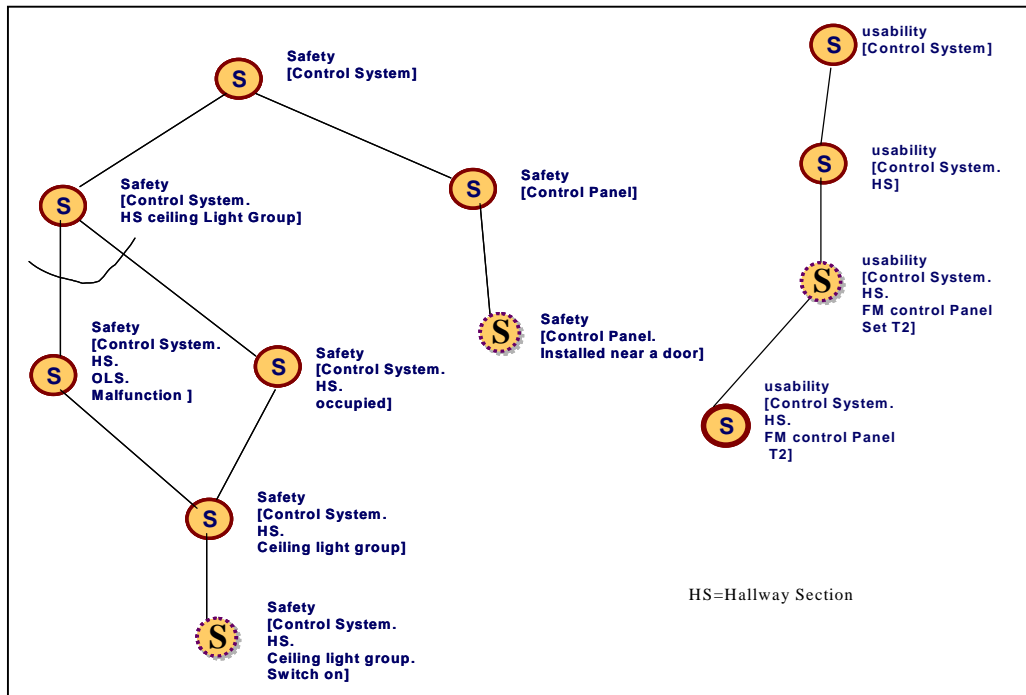 Safety
[Control System]
S
Safety
[Control System.
HS ceiling Light Group]
S
Safety
[Control Panel]
S
Safety
[Control System.
HS.
OLS.
Malfunction ]
S
Safety
[Control System.
HS.
occupied]
S
Safety
[Control Panel.
Installed near a door]
S
Safety
[Control System.
HS.
Ceiling light group]
S
Safety
[Control System.
HS.
Ceiling light group.
Switch on]
S
usability
[Control System]
S
usability
[Control System.
HS]
S
usability
[Control System.
HS.
FM control Panel
Set T2]
S
usability
[Control System.
HS.
FM control Panel
T2]
S
HS=Hallway Section